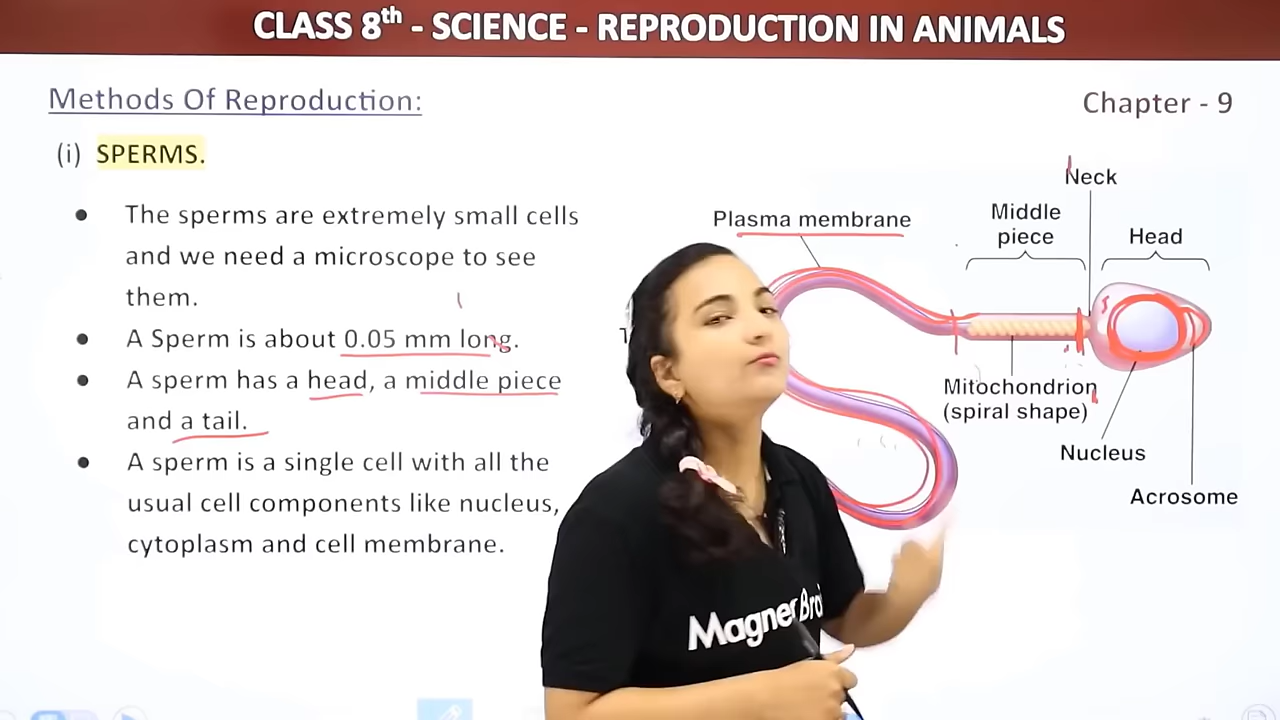 CLASS 8th - SCIENCE - REPRODUCTION IN ANIMALS
Methods Of Reproduction:
Chapter - 9
(i) SPERMS.
● The sperms are extremely small cells
and we need a microscope to see
them.
● A Sperm is about 0.05 mm long.
● A sperm has a head, a middle piece
and a tail.
● A sperm is a single cell with all the
usual cell components like nucleus,
cytoplasm and cell membrane.
Neck
Plasma membrane
Middle
piece
Head
Mitochondrion
(spiral shape)
Nucleus
Acrosome